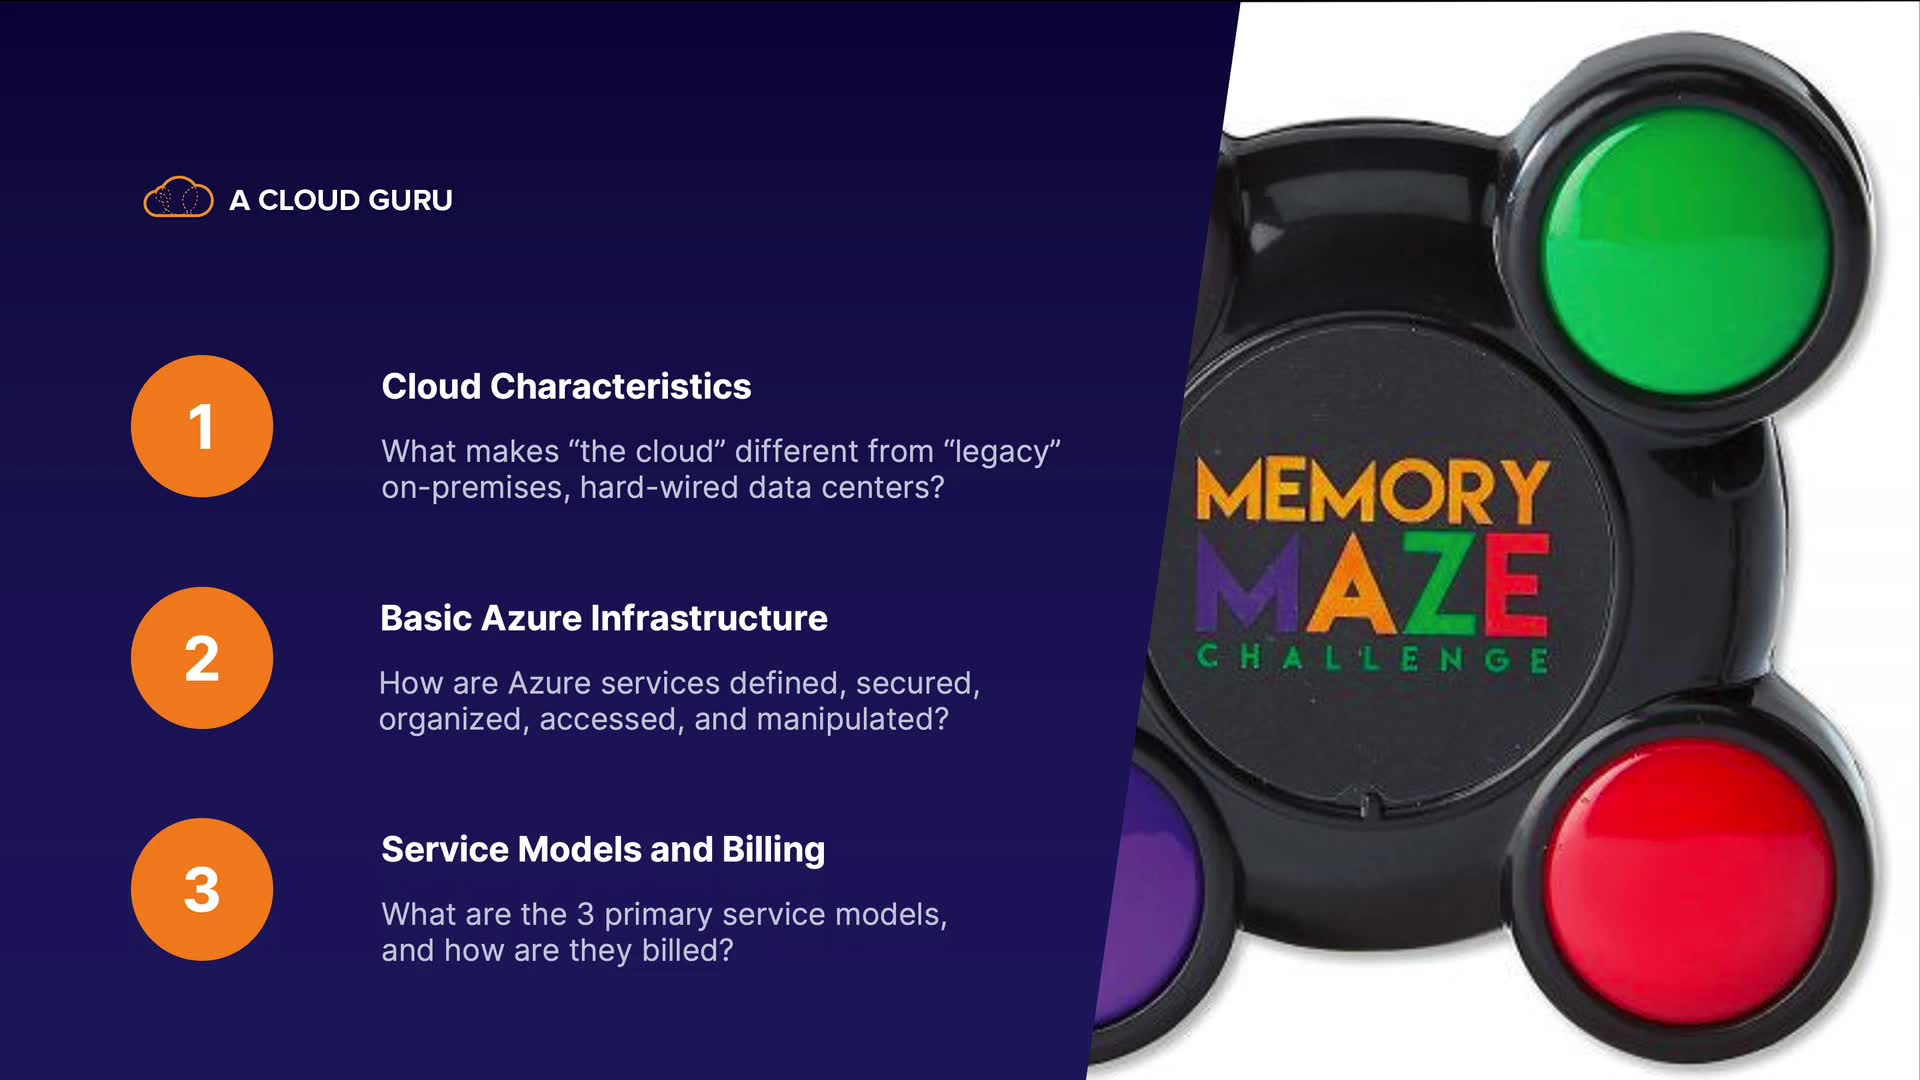 A CLOUD GURU
1
Cloud Characteristics
What makes “the cloud” different from “legacy”
on-premises, hard-wired data centers?
2
Basic Azure Infrastructure
How are Azure services defined, secured,
organized, accessed, and manipulated?
3
Service Models and Billing
What are the 3 primary service models,
and how are they billed?
MEMORY
MAZE
CHALLENGE